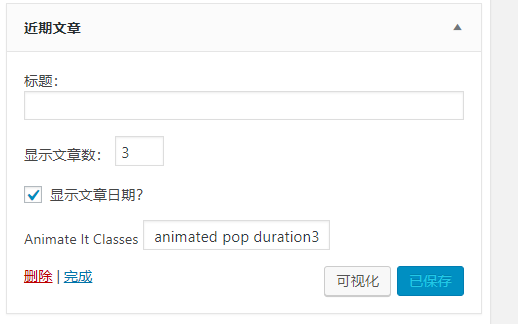 近期文章
标题：
显示文章数： 3
显示文章日期?
Animate It Classes animated pop duration3
删除 | 完成 可视化 已保存